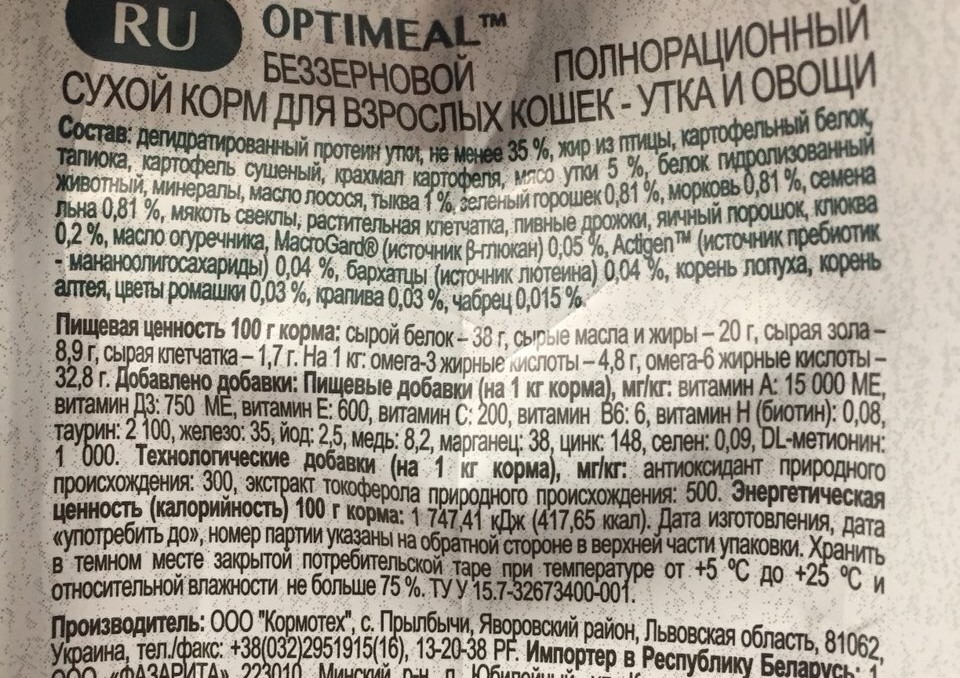 RU OPTIMEAL™
БЕЗЗЕРНОВОЙ ПОЛНОРАЦИОННЫЙ
СУХОЙ КОРМ ДЛЯ ВЗРОСЛЫХ КОШЕК - УТКА И ОВОЩИ
Состав: дегидратированный протеин утки, не менее 35 %, жир из птицы, картофельный белок,
тапиока, картофель сушеный, крахмал картофеля, мясо утки 5 %, белок гидролизованный
животный, минералы, масло лосося, тыква 1 %, зеленый горошек 0,81 %, морковь 0,81 %, семена
льна 0,81 %, мякоть свеклы, растительная клетчатка, пивные дрожжи, яичный порошок, клюква
0,2 %, масло огуречника, MacroGard® (источник β-глюкан) 0,05 %, Actigen™ (источник пребиотик
- мананоолигосахариды) 0,04 %, бархатцы (источник лютеина) 0,04 %, корень лопуха, корень
алтея, цветы ромашки 0,03 %, крапива 0,03 %, чабрец 0,015 %.
Пищевая ценность 100 г корма: сырой белок – 38 г, сырые масла и жиры – 20 г, сырая зола –
8,9 г, сырая клетчатка – 1,7 г. На 1 кг: омега-3 жирные кислоты – 4,8 г, омега-6 жирные кислоты –
32,8 г. Добавлено добавки: Пищевые добавки (на 1 кг корма), мг/кг: витамин А: 15 000 МЕ,
витамин Д3: 750 МЕ, витамин Е: 600, витамин С: 200, витамин В6: 6, витамин Н (биотин): 0,08,
таурин: 2 100, железо: 35, йод: 2,5, медь: 8,2, марганец: 38, цинк: 148, селен: 0,09, DL-метионин:
1 000. Технологические добавки (на 1 кг корма), мг/кг: антиоксидант природного
происхождения: 300, экстракт токоферола природного происхождения: 500. Энергетическая
ценность (калорийность) 100 г корма: 1 747,41 кДж (417,65 ккал). Дата изготовления, дата
«употребить до», номер партии указаны на обратной стороне в верхней части упаковки. Хранить
в темном месте закрытой потребительской таре при температуре от +5 °С до +25 °С и
относительной влажности не больше 75 %. ТУ У 15.7-32673400-001.
Производитель: ООО "Кормотех", с. Прылбычи, Яворовский район, Львовская область, 81062,
Украина, тел./факс: +38(032)2951915(16), 13-20-38 PF. Импортер в Республику Беларусь: 1.
ООО «ФАЗАРИТА», 223010, Минский р-н, д. Юбилейный, ул.